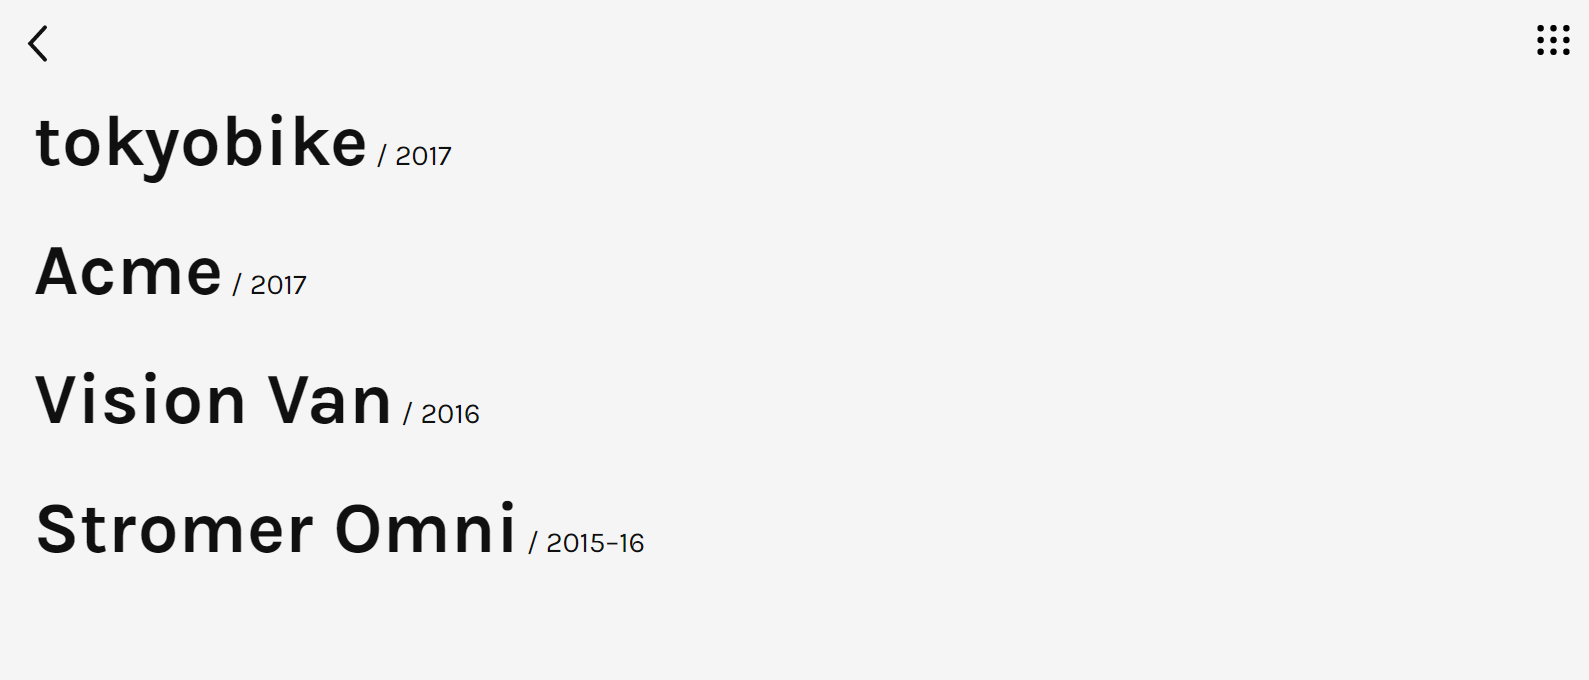 tokyobike / 2017
Acme / 2017
Vision Van / 2016
Stromer Omni / 2015–16